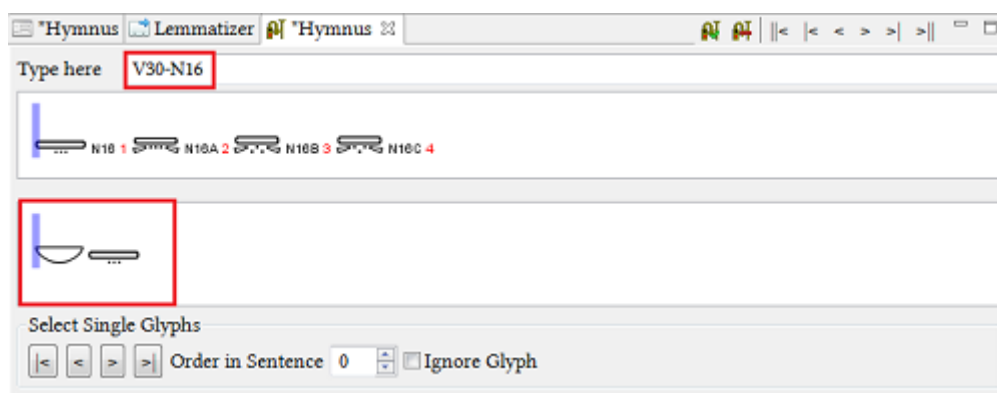 *Hymnus Lemmatizer *Hymnus ||< |< < > >| >||
Type here V30-N16
N16 1 N16A 2 N16B 3 N16C 4
Select Single Glyphs
|< < > >| Order in Sentence 0 Ignore Glyph